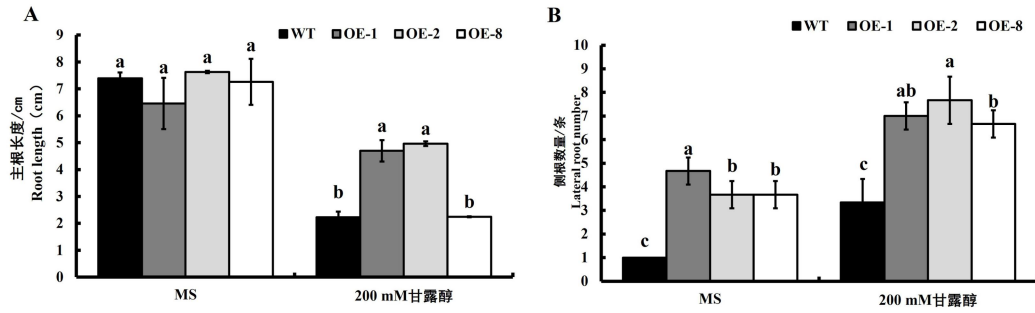 A
WT OE-1 OE-2 OE-8
主根长度/cm
Root length（cm）
9
8
7
6
5
4
3
2
1
0
a a a a
b a a b
MS 200 mM甘露醇
B
WT OE-1 OE-2 OE-8
侧根数量/条
Lateral root number
10
9
8
7
6
5
4
3
2
1
0
c a b b
c ab a b
MS 200 mM甘露醇